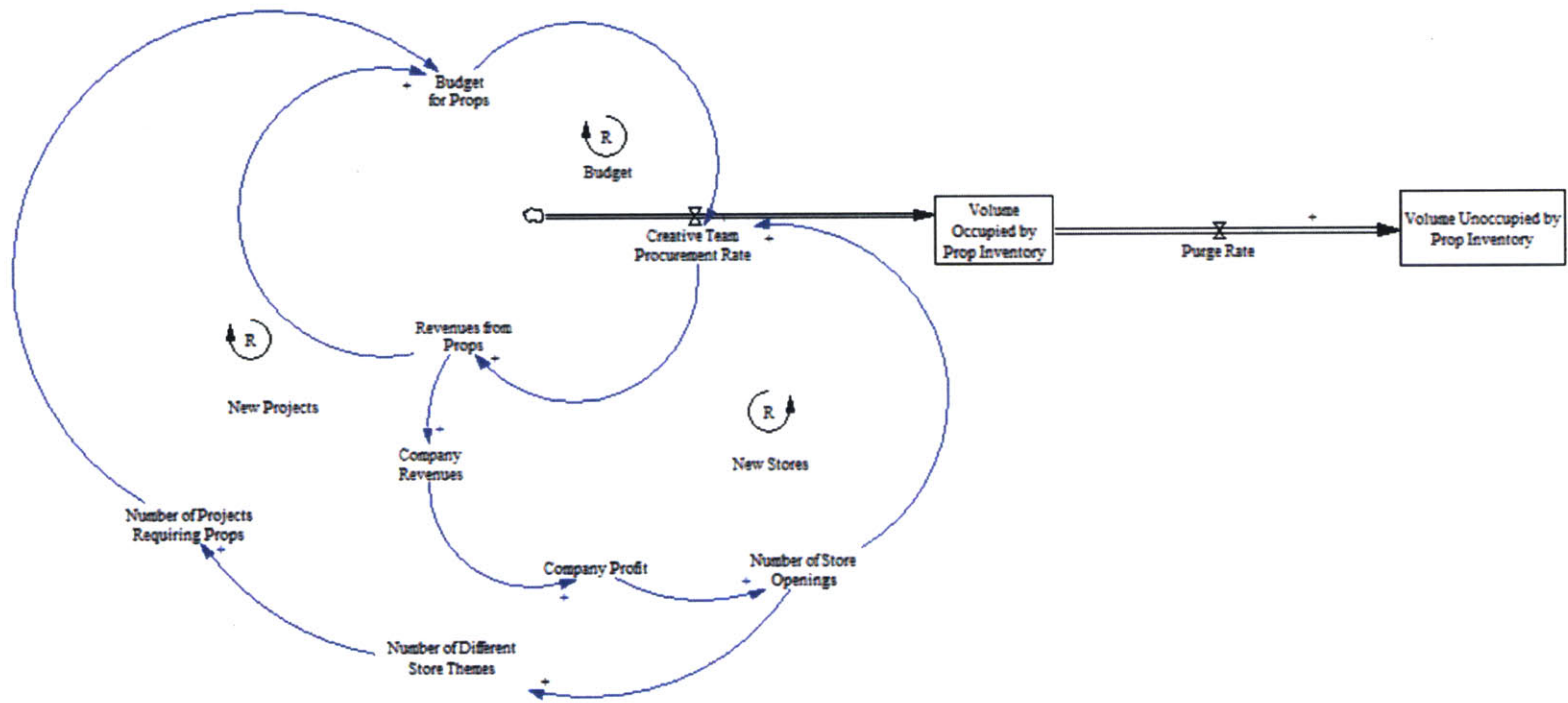 Budget
for Props
+
R
Budget
Creative Team
Procurement Rate
+
Volume
Occupied by
Prop Inventory
Purge Rate
+
Volume Unoccupied by
Prop Inventory
Revenues from
Props
+
R
New Projects
R
New Stores
+
Company
Revenues
Number of Projects
Requiring Props
+
Company Profit
+
Number of Store
Openings
+
Number of Different
Store Themes
+